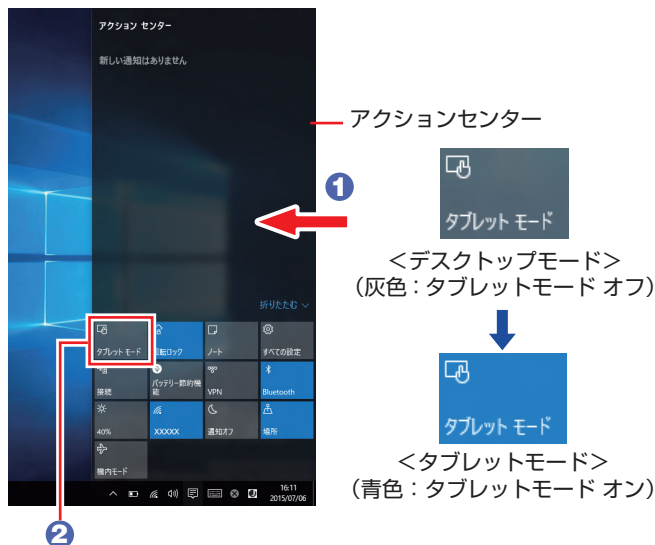 アクション センター
新しい通知はありません
アクションセンター
1
タブレット モード
<デスクトップモード>
(灰色:タブレットモード オフ)
折りたたむ
タブレット モード
回転ロック
ノート
すべての設定
接続
バッテリー節約機能
VPN
Bluetooth
40%
XXXXX
通知オフ
場所
機内モード
タブレット モード
<タブレットモード>
(青色:タブレットモード オン)
16:11
2015/07/06
2